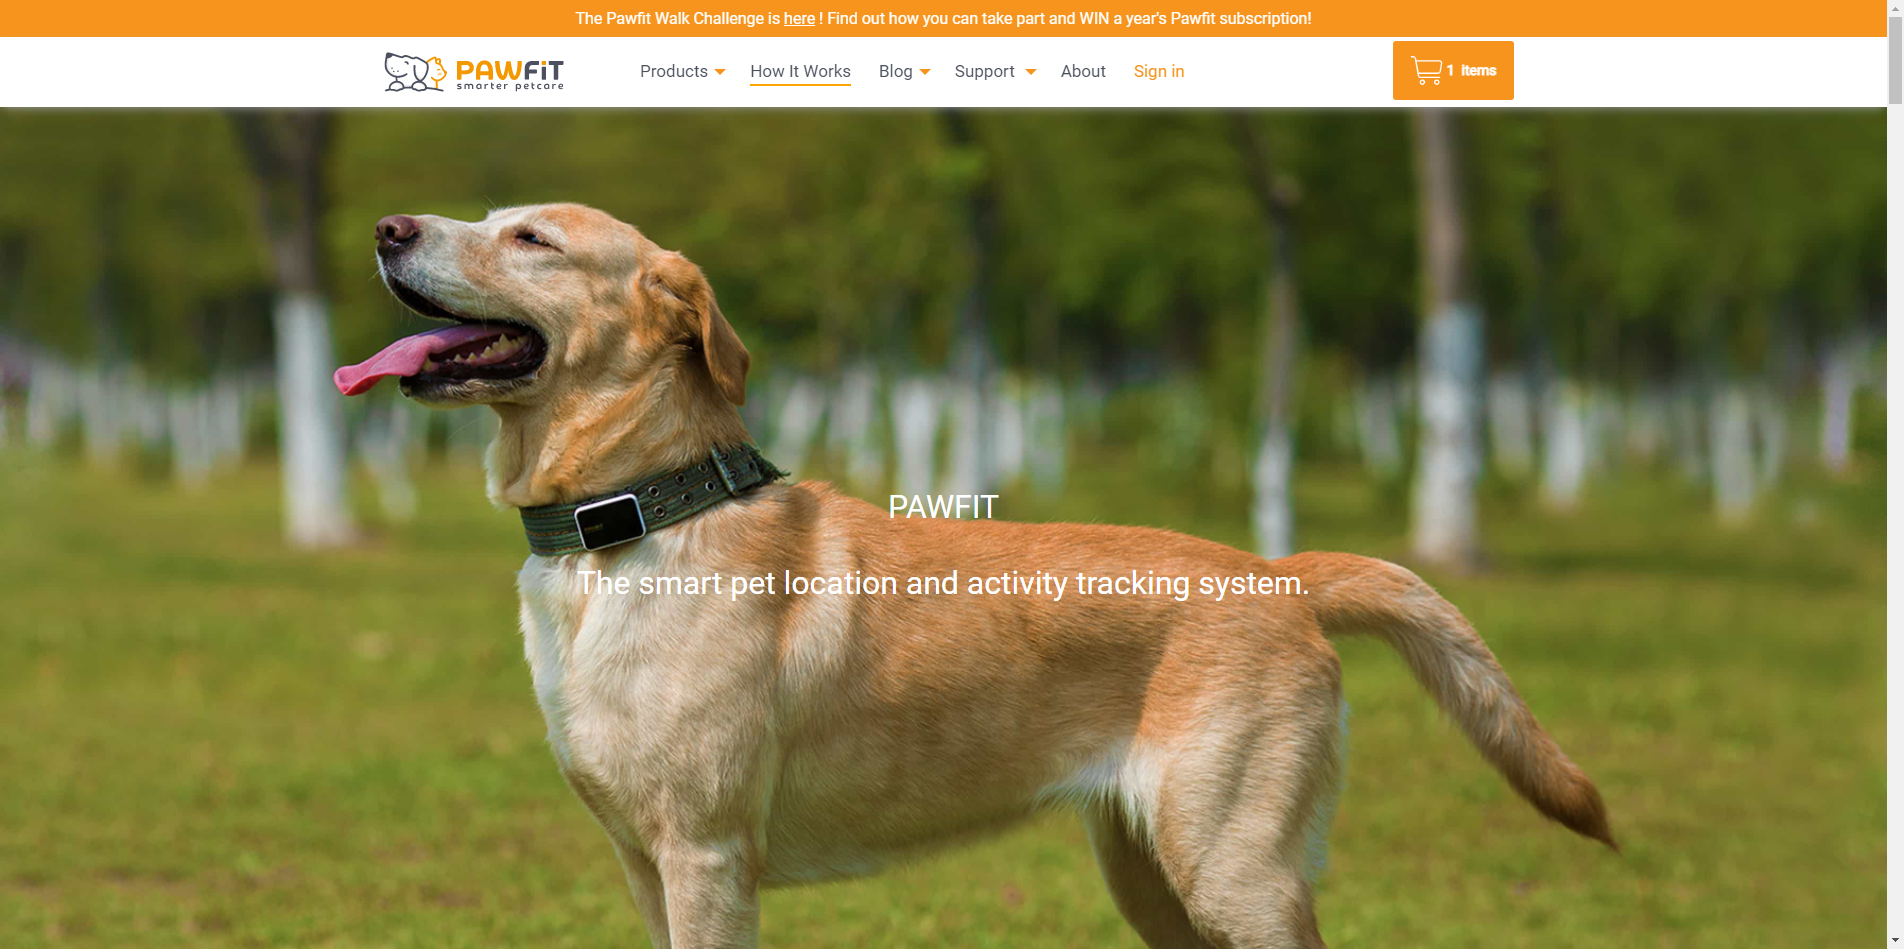 The Pawfit Walk Challenge is here ! Find out how you can take part and WIN a year's Pawfit subscription!
PAWFIT
smarter petcare
Products
How It Works
Blog
Support
About
Sign in
1 items
PAWFIT
The smart pet location and activity tracking system.